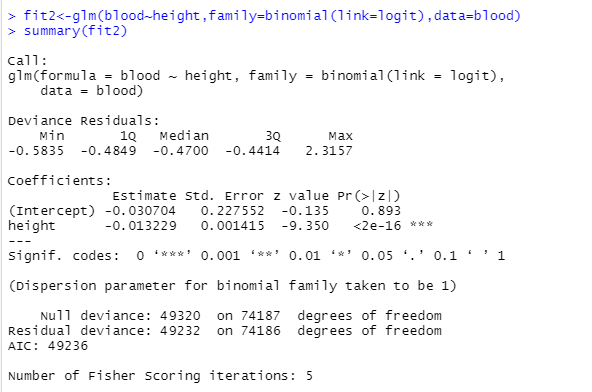 > fit2<-glm(blood~height,family=binomial(link=logit),data=blood)
> summary(fit2)
Call:
glm(formula = blood ~ height, family = binomial(link = logit),
data = blood)
Deviance Residuals:
Min 1Q Median 3Q Max
-0.5835 -0.4849 -0.4700 -0.4414 2.3157
Coefficients:
Estimate Std. Error z value Pr(>|z|)
(Intercept) -0.030704 0.227552 -0.135 0.893
height -0.013229 0.001415 -9.350 <2e-16 ***
---
Signif. codes: 0 ‘***’ 0.001 ‘**’ 0.01 ‘*’ 0.05 ‘.’ 0.1 ‘ ’ 1
(Dispersion parameter for binomial family taken to be 1)
Null deviance: 49320 on 74187 degrees of freedom
Residual deviance: 49232 on 74186 degrees of freedom
AIC: 49236
Number of Fisher Scoring iterations: 5